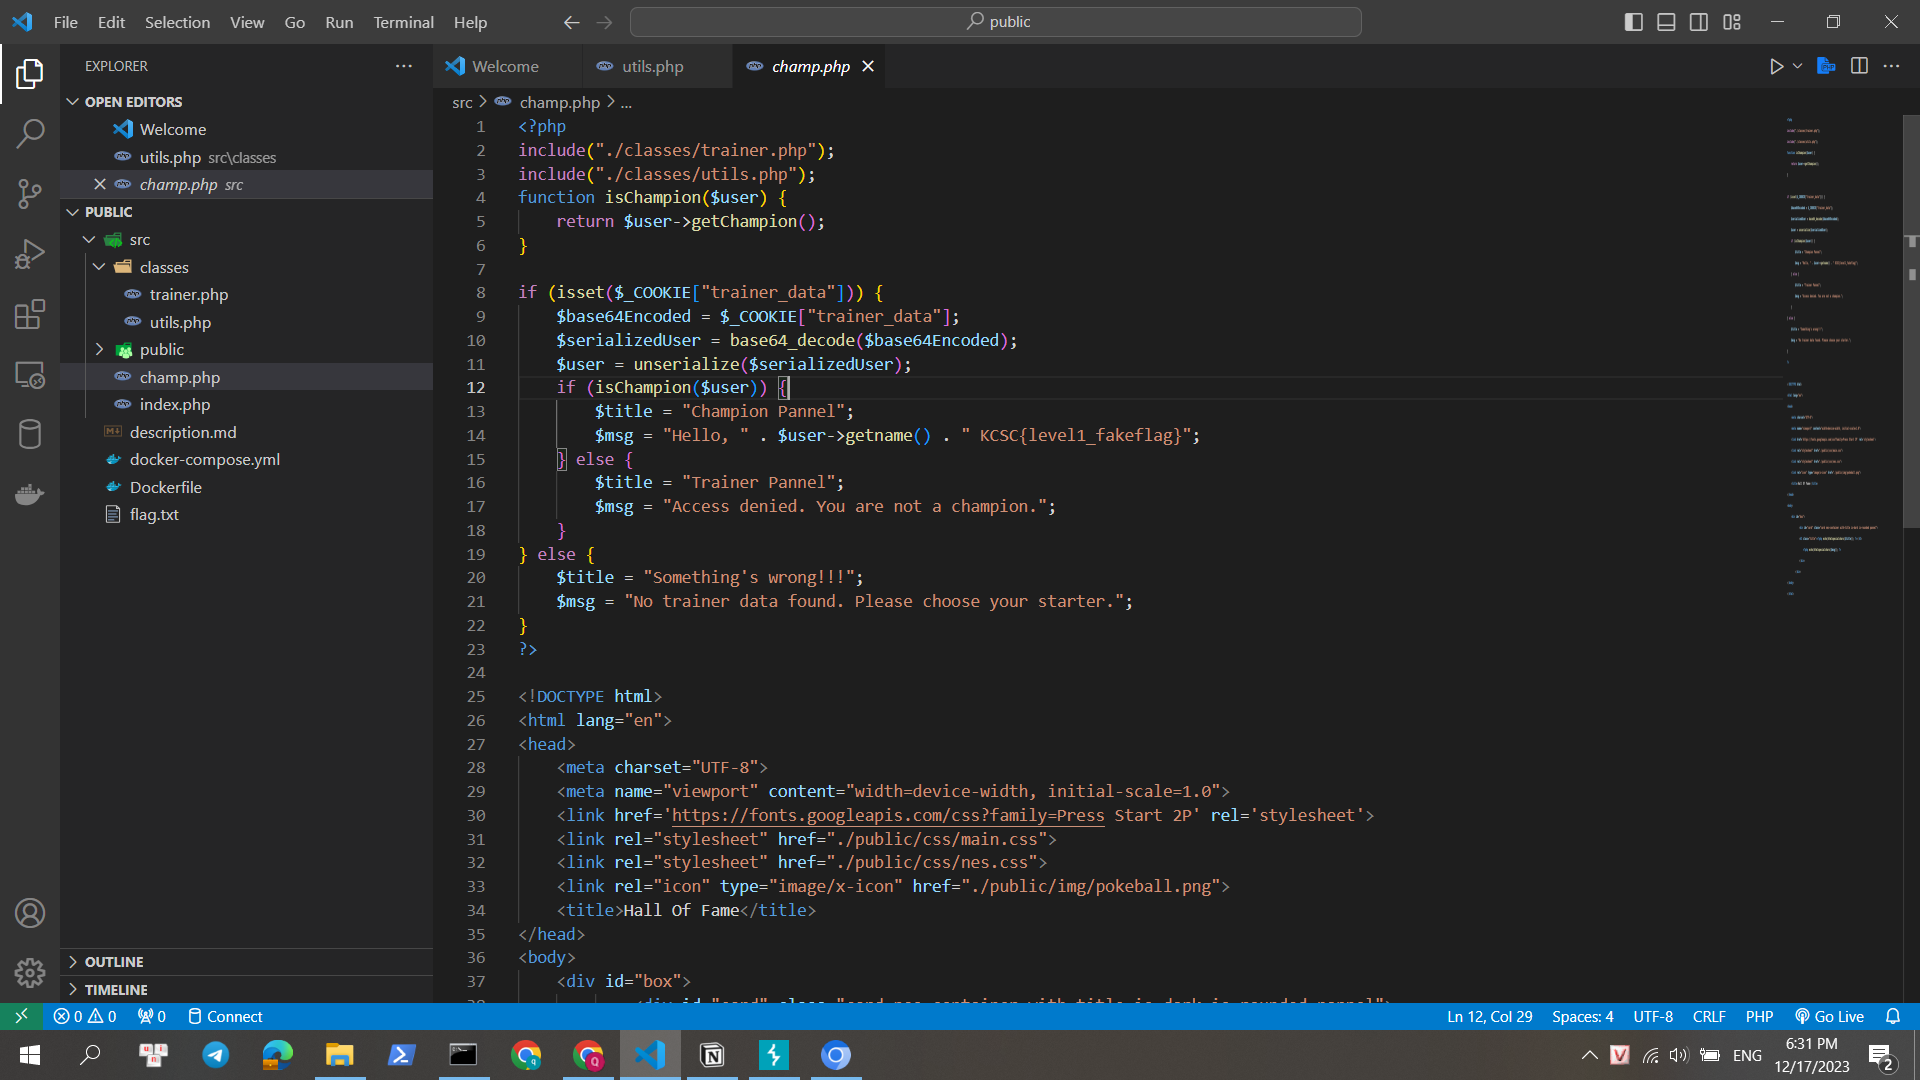 File Edit Selection View Go Run Terminal Help
public
EXPLORER
OPEN EDITORS
Welcome
utils.php src\classes
champ.php src
PUBLIC
src
classes
trainer.php
utils.php
public
champ.php
index.php
description.md
docker-compose.yml
Dockerfile
flag.txt
OUTLINE
TIMELINE
Welcome utils.php champ.php
src > champ.php > ...
1 <?php
2 include("./classes/trainer.php");
3 include("./classes/utils.php");
4 function isChampion($user) {
5 return $user->getChampion();
6 }
7
8 if (isset($_COOKIE["trainer_data"])) {
9 $base64Encoded = $_COOKIE["trainer_data"];
10 $serializedUser = base64_decode($base64Encoded);
11 $user = unserialize($serializedUser);
12 if (isChampion($user)) {
13 $title = "Champion Pannel";
14 $msg = "Hello, " . $user->getname() . " KCSC{level1_fakeflag}";
15 } else {
16 $title = "Trainer Pannel";
17 $msg = "Access denied. You are not a champion.";
18 }
19 } else {
20 $title = "Something's wrong!!!";
21 $msg = "No trainer data found. Please choose your starter.";
22 }
23 ?>
24
25 <!DOCTYPE html>
26 <html lang="en">
27 <head>
28 <meta charset="UTF-8">
29 <meta name="viewport" content="width=device-width, initial-scale=1.0">
30 <link href='https://fonts.googleapis.com/css?family=Press Start 2P' rel='stylesheet'>
31 <link rel="stylesheet" href="./public/css/main.css">
32 <link rel="stylesheet" href="./public/css/nes.css">
33 <link rel="icon" type="image/x-icon" href="./public/img/pokeball.png">
34 <title>Hall Of Fame</title>
35 </head>
36 <body>
37 <div id="box">
0 0 0 Connect
Ln 12, Col 29 Spaces: 4 UTF-8 CRLF PHP Go Live
ENG
6:31 PM
12/17/2023
2